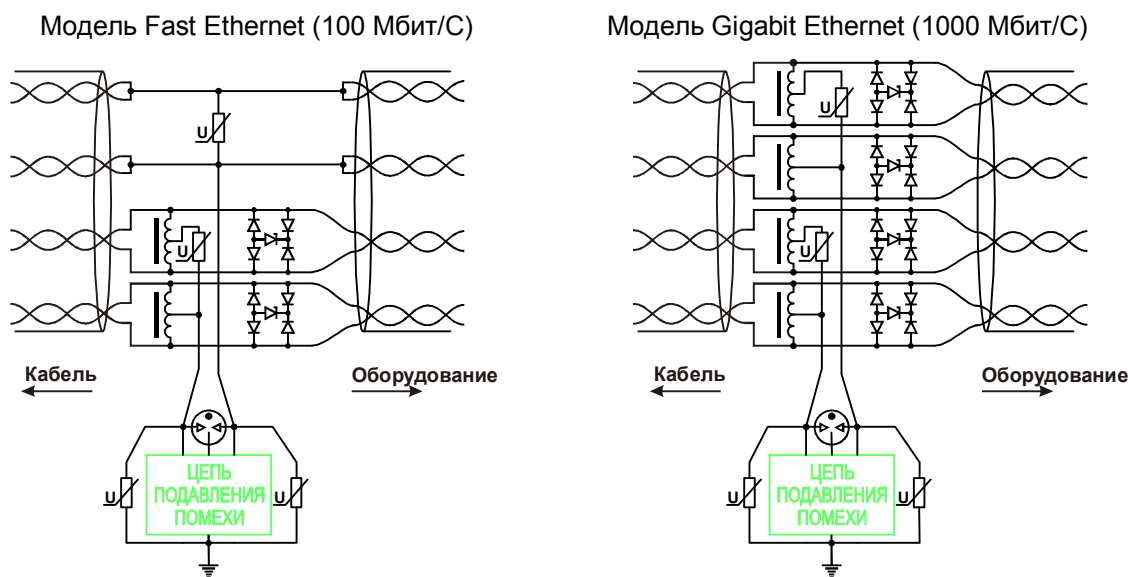 Модель Fast Ethernet (100 Мбит/С)
Модель Gigabit Ethernet (1000 Мбит/С)
U
U
U
U
Кабель
Оборудование
Кабель
Оборудование
ЦЕПЬ
ПОДАВЛЕНИЯ
ПОМЕХИ
U
U
ЦЕПЬ
ПОДАВЛЕНИЯ
ПОМЕХИ
U
U